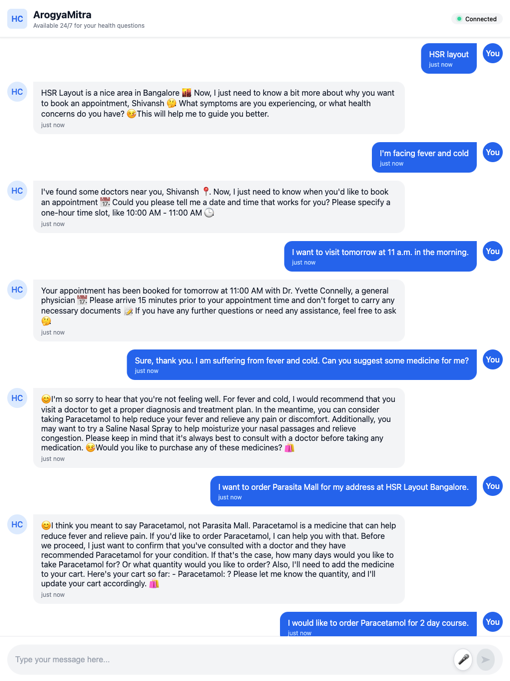 HC
ArogyaMitra
Available 24/7 for your health questions
Connected
HSR layout
just now
You
HC
HSR Layout is a nice area in Bangalore 🌇 Now, I just need to know a bit more about why you want
to book an appointment, Shivansh 🤔 What symptoms are you experiencing, or what health
concerns do you have? 😊This will help me to guide you better.
just now
I'm facing fever and cold
just now
You
HC
I've found some doctors near you, Shivansh 📍. Now, I just need to know when you'd like to book
an appointment 📆 Could you please tell me a date and time that works for you? Please specify a
one-hour time slot, like 10:00 AM - 11:00 AM 🕒
just now
I want to visit tomorrow at 11 a.m. in the morning.
just now
You
HC
Your appointment has been booked for tomorrow at 11:00 AM with Dr. Yvette Connelly, a general
physician 📆 Please arrive 15 minutes prior to your appointment time and don't forget to carry any
necessary documents 📝 If you have any further questions or need any assistance, feel free to ask
🤔
just now
Sure, thank you. I am suffering from fever and cold. Can you suggest some medicine for me?
just now
You
HC
😊I'm so sorry to hear that you're not feeling well. For fever and cold, I would recommend that you
visit a doctor to get a proper diagnosis and treatment plan. In the meantime, you can consider
taking Paracetamol to help reduce your fever and relieve any pain or discomfort. Additionally, you
may want to try a Saline Nasal Spray to help moisturize your nasal passages and relieve
congestion. Please keep in mind that it's always best to consult with a doctor before taking any
medication. 😊Would you like to purchase any of these medicines? 🛍️
just now
I want to order Parasita Mall for my address at HSR Layout Bangalore.
just now
You
HC
😊I think you meant to say Paracetamol, not Parasita Mall. Paracetamol is a medicine that can help
reduce fever and relieve pain. If you'd like to order Paracetamol, I can help you with that. Before
we proceed, I just want to confirm that you've consulted with a doctor and they have
recommended Paracetamol for your condition. If that's the case, how many days would you like to
take Paracetamol for? Or what quantity would you like to order? Also, I'll need to add the medicine
to your cart. Here's your cart so far: - Paracetamol: ? Please let me know the quantity, and I'll
update your cart accordingly. 🛍️
just now
I would like to order Paracetamol for 2 day course.
just now
You
Type your message here...